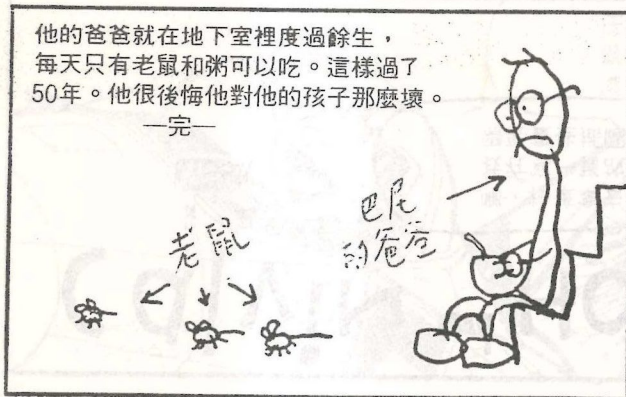 他的爸爸就在地下室裡度過餘生，
每天只有老鼠和粥可以吃。這樣過了
50年。他很後悔他對他的孩子那麼壞。
—完—
巴尼
的爸爸
老鼠